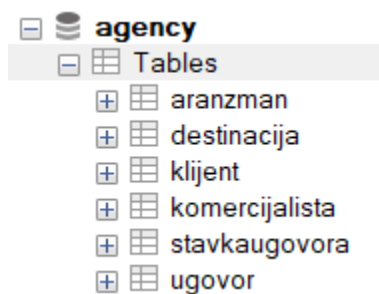 agency
Tables
aranzman
destinacija
klijent
komercijalista
stavkaugovora
ugovor